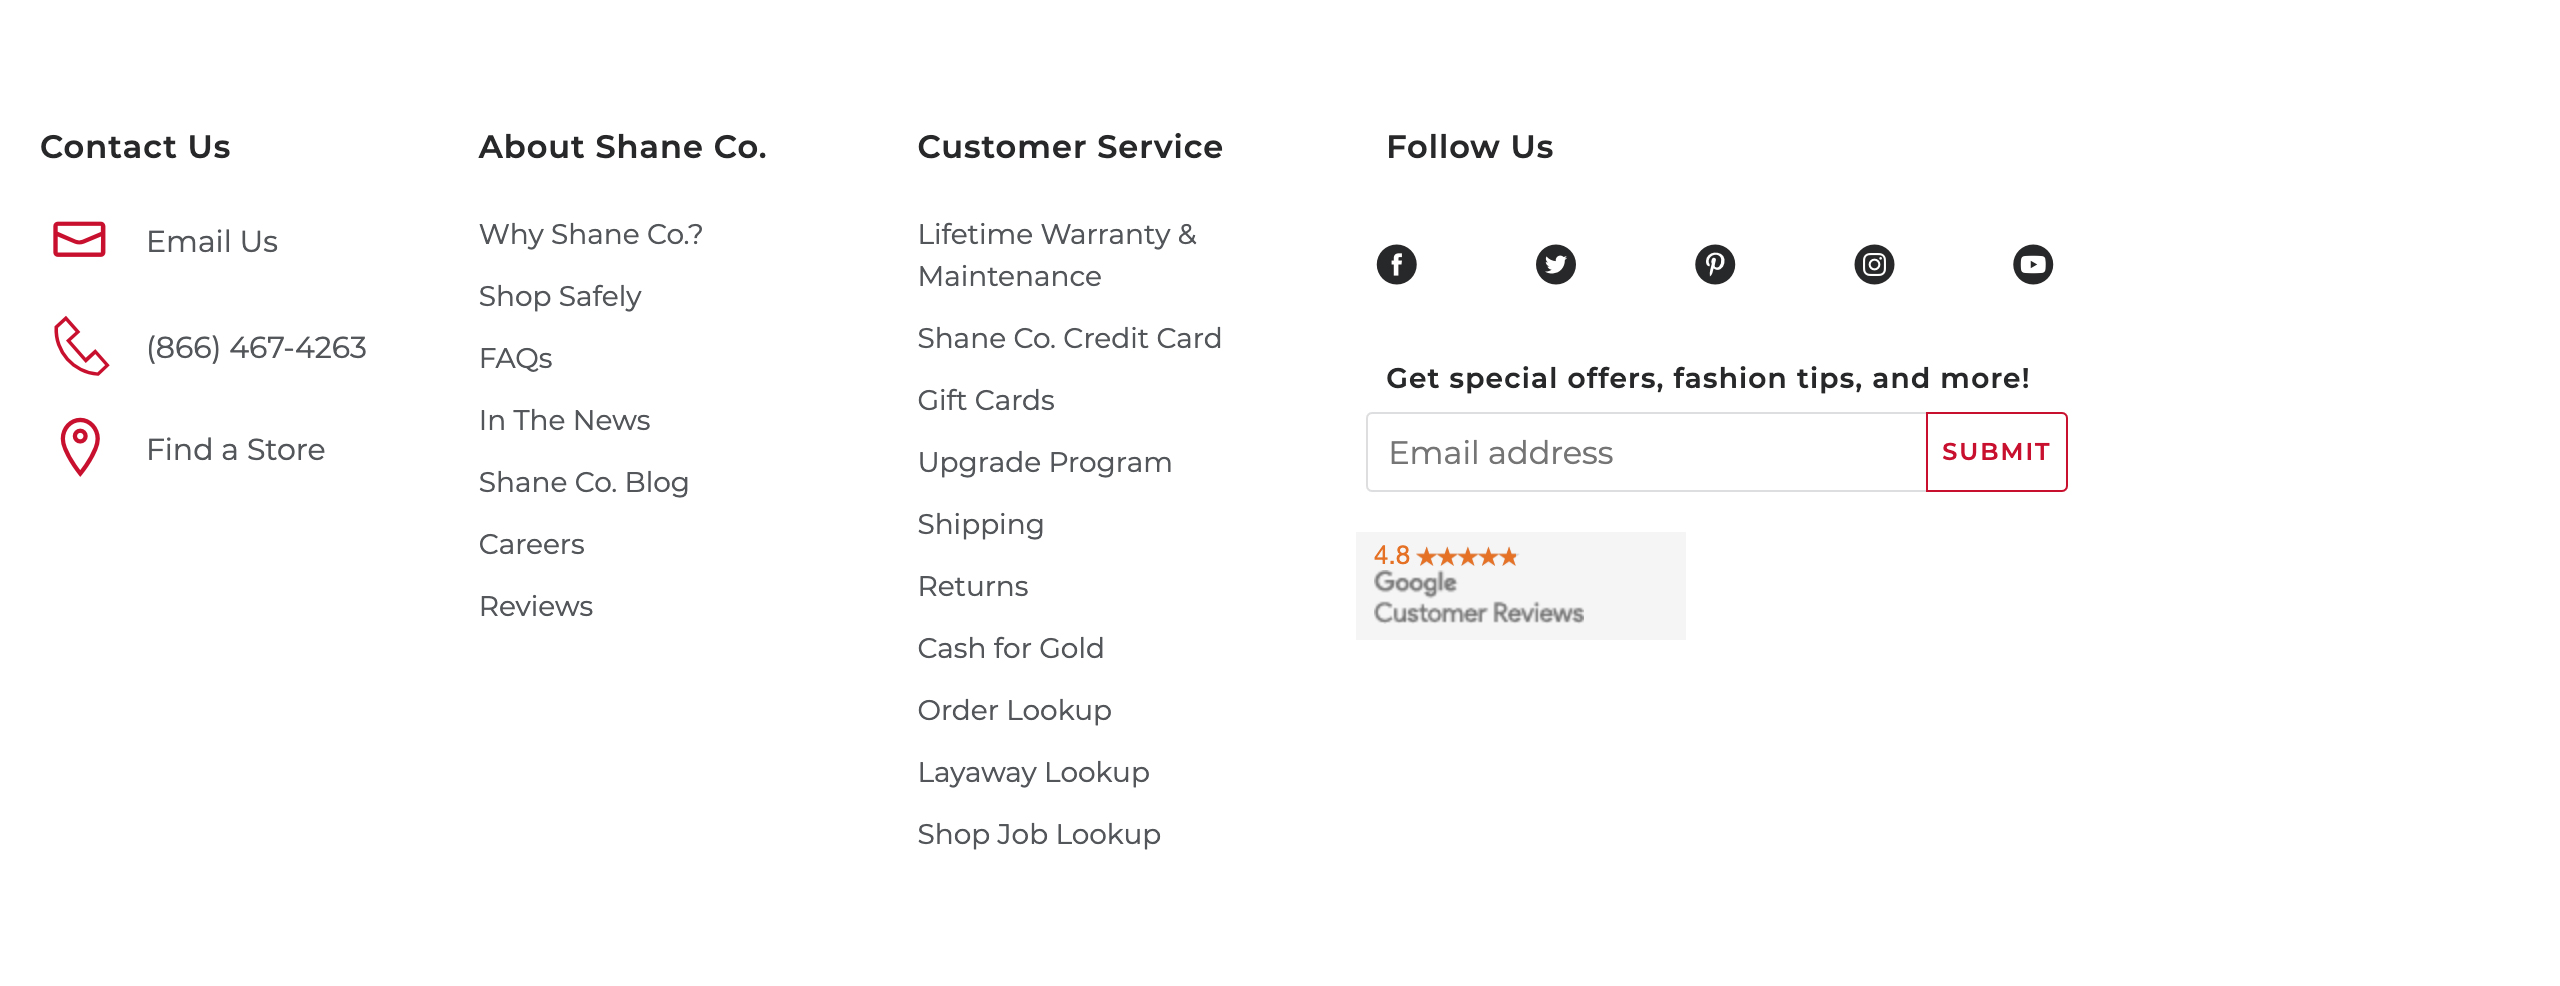 Contact Us
Email Us
(866) 467-4263
Find a Store
About Shane Co.
Why Shane Co.?
Shop Safely
FAQs
In The News
Shane Co. Blog
Careers
Reviews
Customer Service
Lifetime Warranty &
Maintenance
Shane Co. Credit Card
Gift Cards
Upgrade Program
Shipping
Returns
Cash for Gold
Order Lookup
Layaway Lookup
Shop Job Lookup
Follow Us
Get special offers, fashion tips, and more!
Email address
SUBMIT
4.8
Google
Customer Reviews